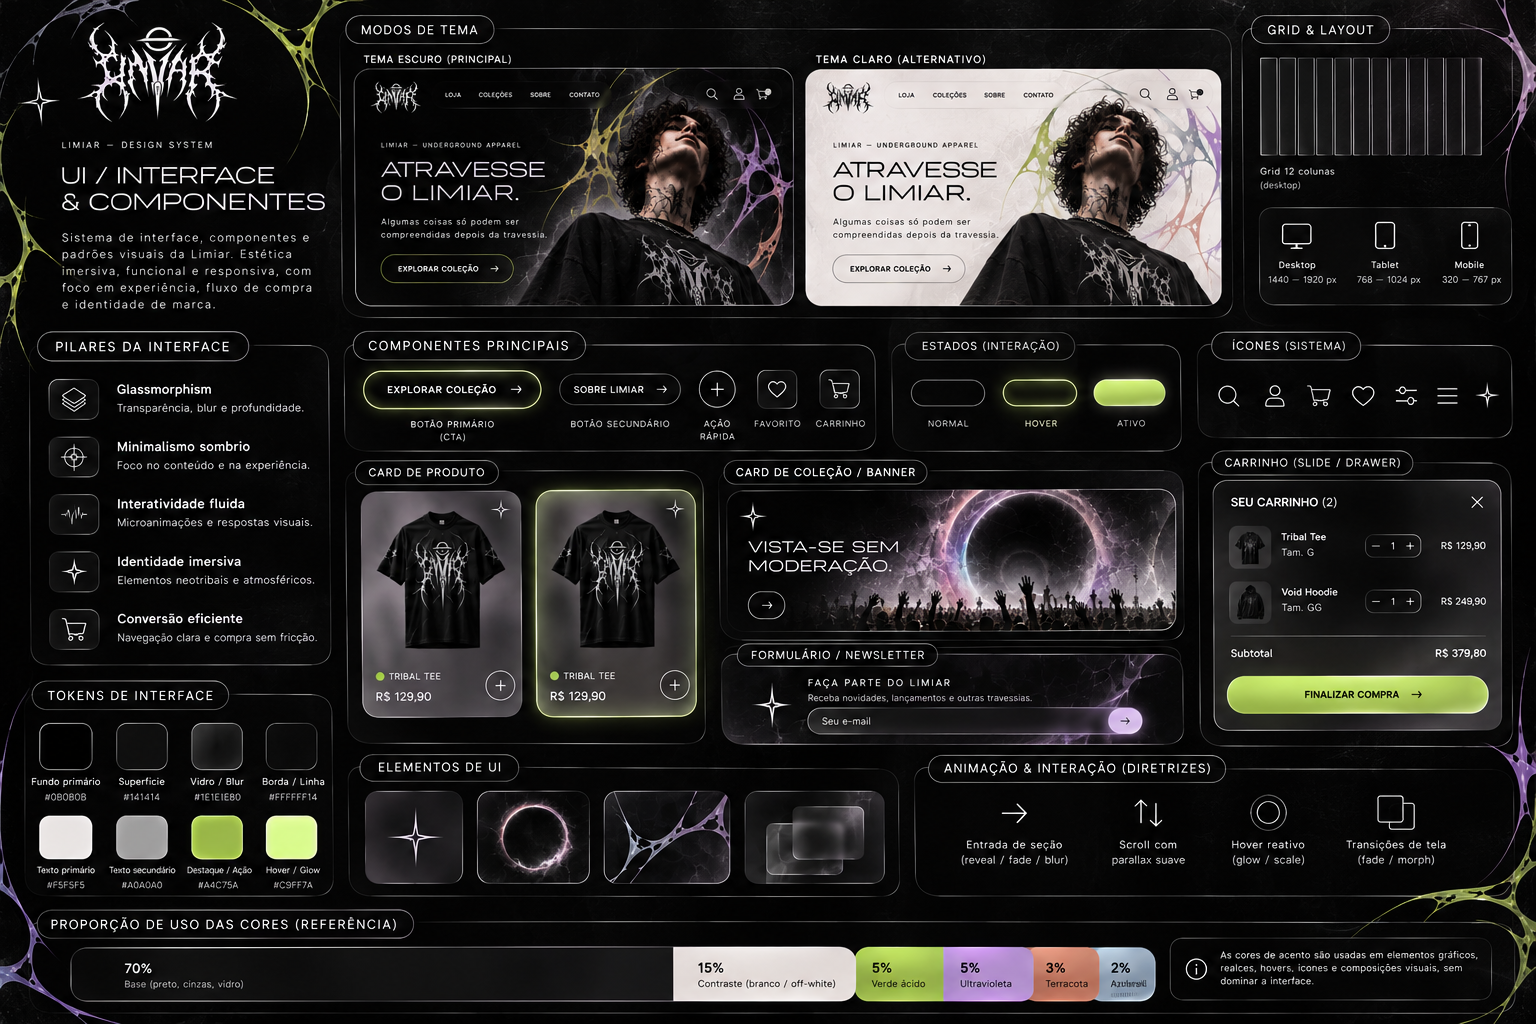 LIMIAR — DESIGN SYSTEM
UI / INTERFACE
& COMPONENTES
Sistema de interface, componentes e
padrões visuais da Limiar. Estética
imersiva, funcional e responsiva, com
foco em experiência, fluxo de compra
e identidade de marca.
MODOS DE TEMA
TEMA ESCURO (PRINCIPAL)
LOJA
COLEÇÕES
SOBRE
CONTATO
LIMIAR — UNDERGROUND APPAREL
ATRAVESSE
O LIMIAR.
Algumas coisas só podem ser
compreendidas depois da travessia.
EXPLORAR COLEÇÃO
TEMA CLARO (ALTERNATIVO)
LOJA
COLEÇÕES
SOBRE
CONTATO
LIMIAR — UNDERGROUND APPAREL
ATRAVESSE
O LIMIAR.
Algumas coisas só podem ser
compreendidas depois da travessia.
EXPLORAR COLEÇÃO
GRID & LAYOUT
Grid 12 colunas
(desktop)
Desktop
1440 — 1920 px
Tablet
768 — 1024 px
Mobile
320 — 767 px
PILARES DA INTERFACE
Glassmorphism
Transparência, blur e profundidade.
Minimalismo sombrio
Foco no conteúdo e na experiência.
Interatividade fluida
Microanimações e respostas visuais.
Identidade imersiva
Elementos neotribais e atmosféricos.
Conversão eficiente
Navegação clara e compra sem fricção.
COMPONENTES PRINCIPAIS
EXPLORAR COLEÇÃO
BOTÃO PRIMÁRIO
(CTA)
SOBRE LIMIAR
BOTÃO SECUNDÁRIO
AÇÃO
RÁPIDA
FAVORITO
CARRINHO
ESTADOS (INTERAÇÃO)
NORMAL
HOVER
ATIVO
ÍCONES (SISTEMA)
CARD DE PRODUTO
TRIBAL TEE
R$ 129,90
TRIBAL TEE
R$ 129,90
CARD DE COLEÇÃO / BANNER
VISTA-SE SEM
MODERAÇÃO.
FORMULÁRIO / NEWSLETTER
FAÇA PARTE DO LIMIAR
Receba novidades, lançamentos e outras travessias.
Seu e-mail
CARRINHO (SLIDE / DRAWER)
SEU CARRINHO (2)
Tribal Tee
Tam. G
1
R$ 129,90
Void Hoodie
Tam. GG
1
R$ 249,90
Subtotal
R$ 379,80
FINALIZAR COMPRA
TOKENS DE INTERFACE
Fundo primário
#0B0B0B
Superfície
#141414
Vidro / Blur
#1E1E1E80
Borda / Linha
#FFFFFF14
Texto primário
#F5F5F5
Texto secundário
#A0A0A0
Destaque / Ação
#A4C75A
Hover / Glow
#C9FF7A
ELEMENTOS DE UI
ANIMAÇÃO & INTERAÇÃO (DIRETRIZES)
Entrada de seção
(reveal / fade / blur)
Scroll com
parallax suave
Hover reativo
(glow / scale)
Transições de tela
(fade / morph)
PROPORÇÃO DE USO DAS CORES (REFERÊNCIA)
70%
Base (preto, cinzas, vidro)
15%
Contraste (branco / off-white)
5%
Verde ácido
5%
Ultravioleta
3%
Terracota
2%
As cores de acento são usadas em elementos gráficos,
realces, hovers, ícones e composições visuais, sem
dominar a interface.